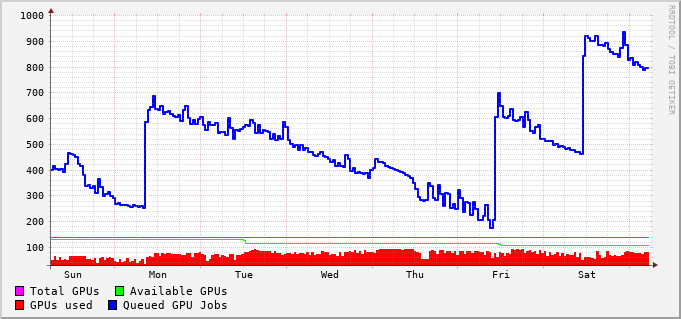 1000
900
800
700
600
500
400
300
200
100
Sun Mon Tue Wed Thu Fri Sat
Total GPUs Available GPUs
GPUs used Queued GPU Jobs
RRDTOOL / TOBI OETIKER